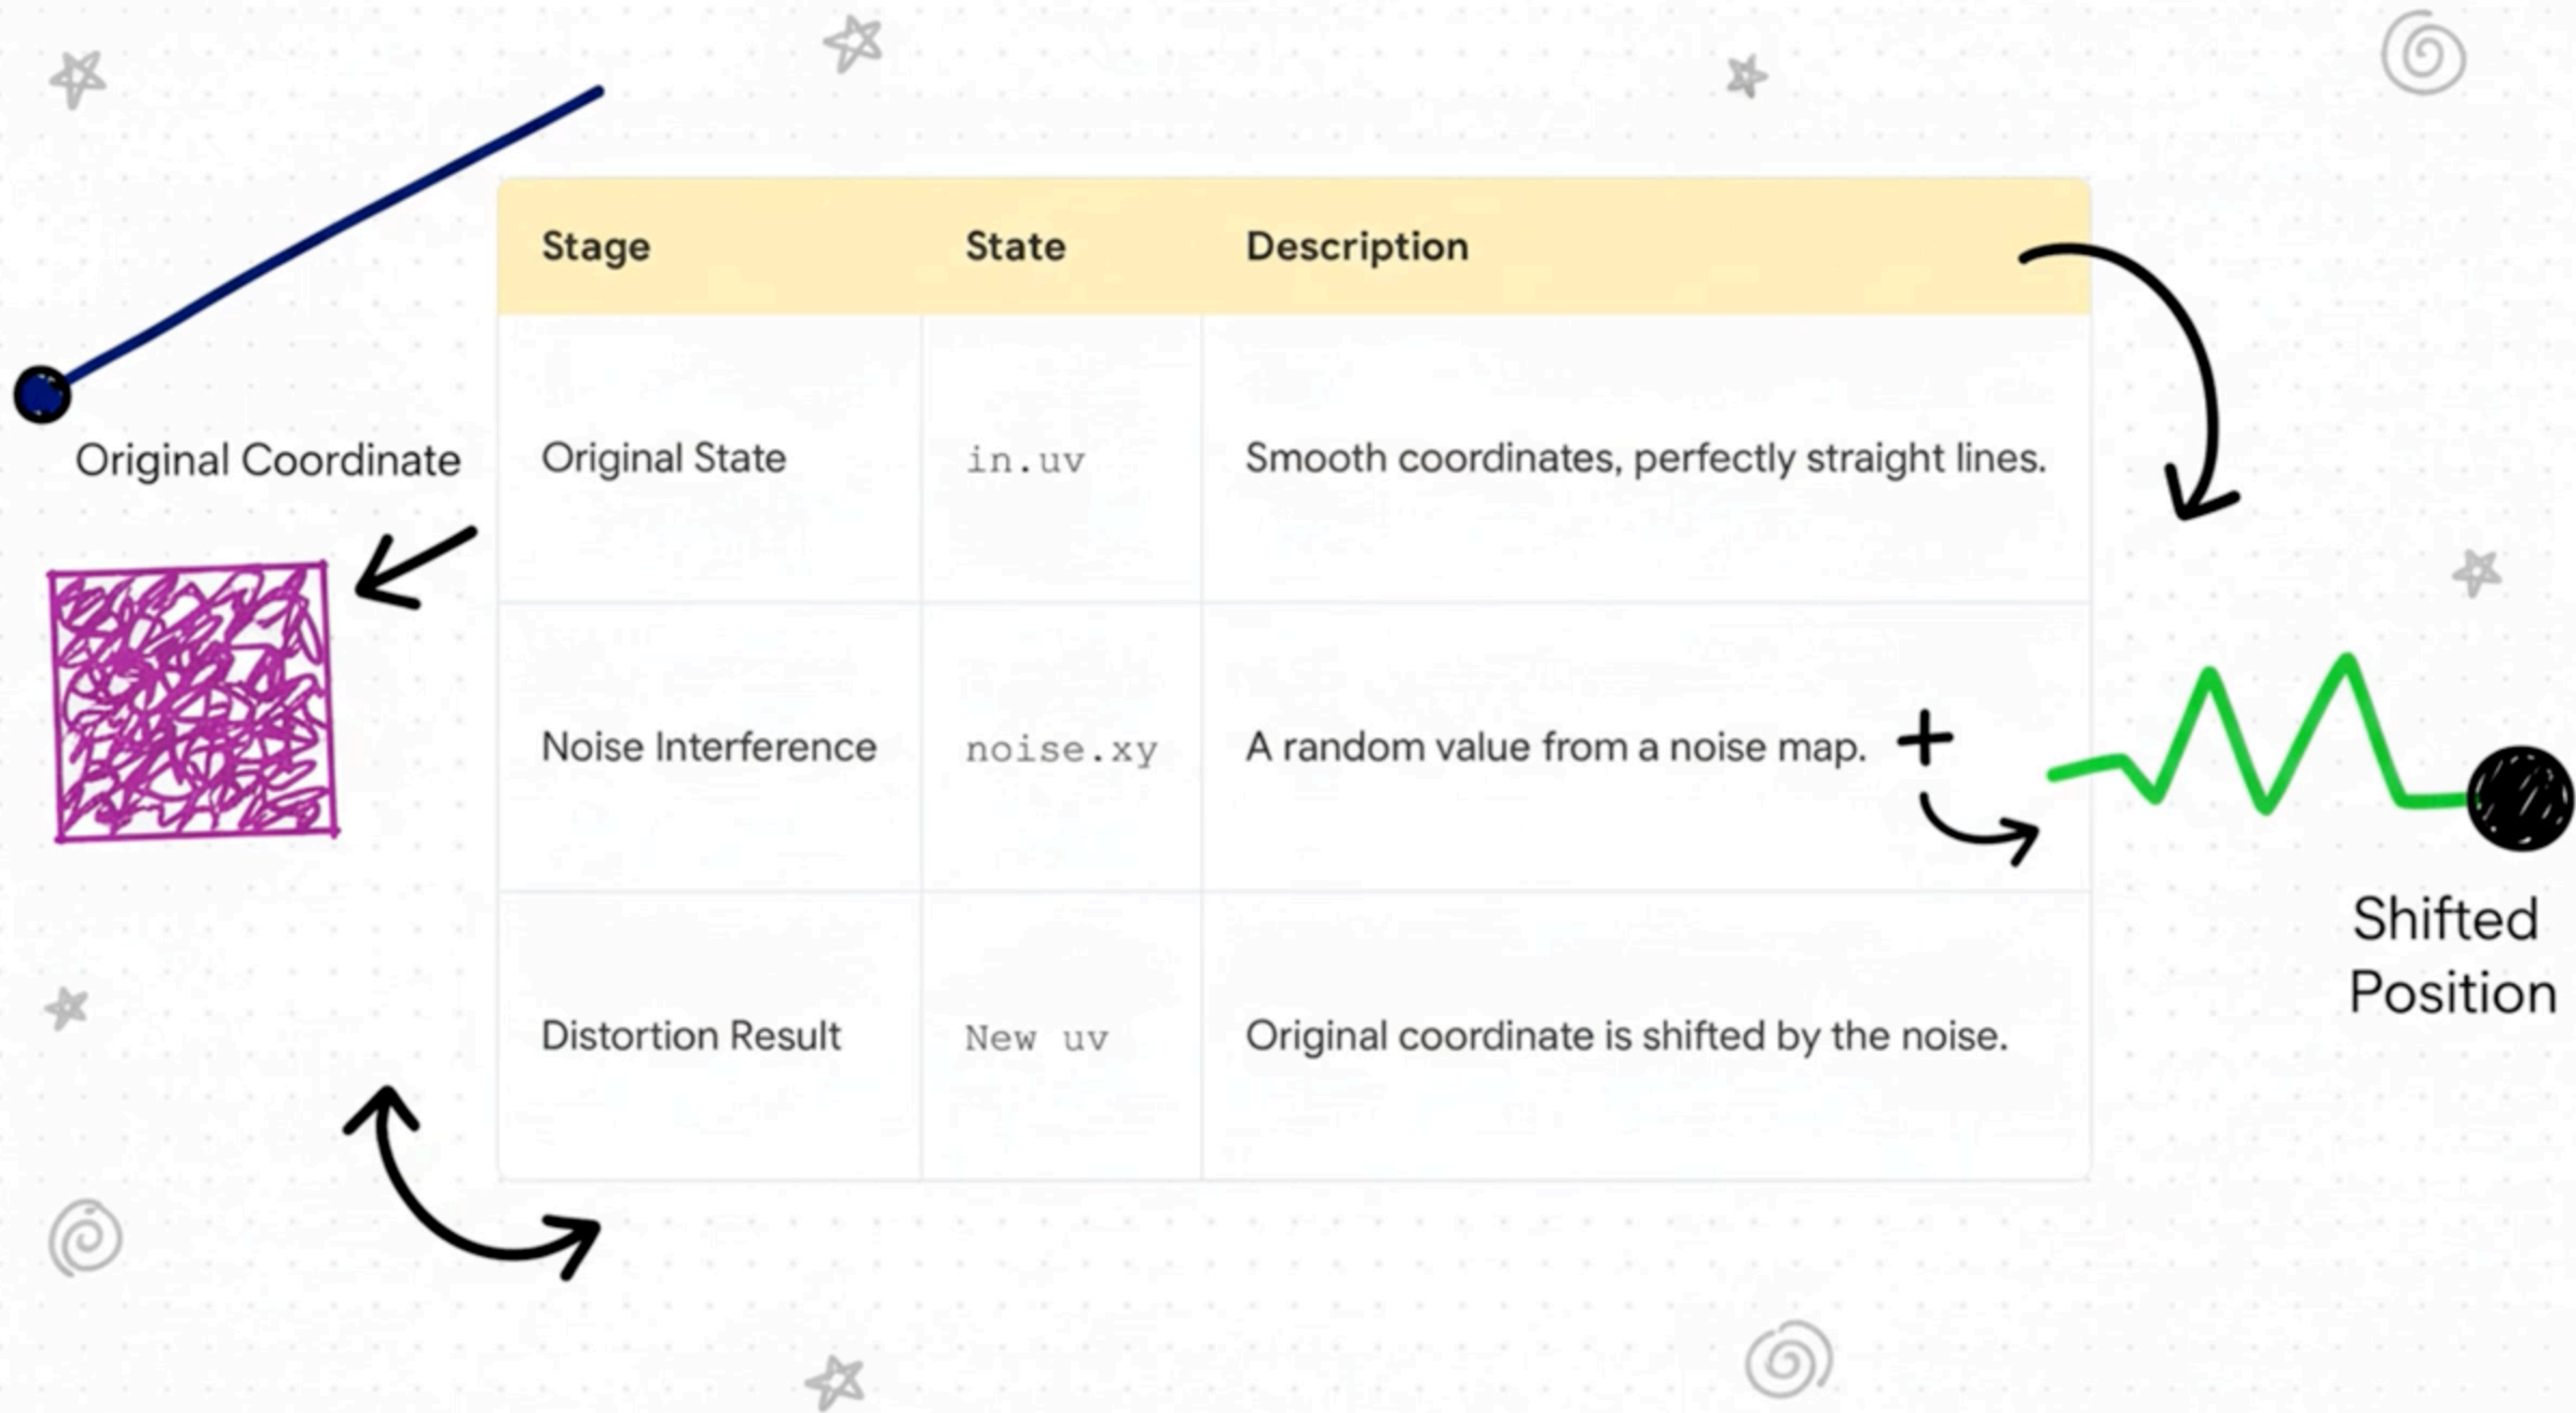 Stage State Description
Original Coordinate
Original State in.uv Smooth coordinates, perfectly straight lines.
Noise Interference noise.xy A random value from a noise map. +
Shifted
Position
Distortion Result New uv Original coordinate is shifted by the noise.